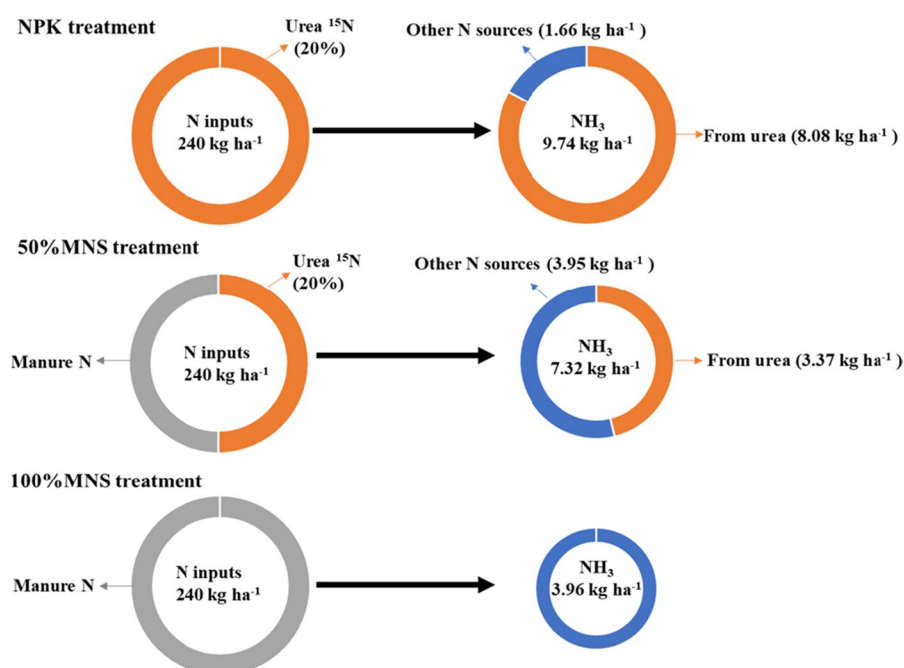 NPK treatment
Urea ¹⁵N
(20%)
N inputs
240 kg ha⁻¹
Other N sources (1.66 kg ha⁻¹ )
NH₃
9.74 kg ha⁻¹
From urea (8.08 kg ha⁻¹ )
50%MNS treatment
Urea ¹⁵N
(20%)
Manure N
N inputs
240 kg ha⁻¹
Other N sources (3.95 kg ha⁻¹ )
NH₃
7.32 kg ha⁻¹
From urea (3.37 kg ha⁻¹ )
100%MNS treatment
Manure N
N inputs
240 kg ha⁻¹
NH₃
3.96 kg ha⁻¹